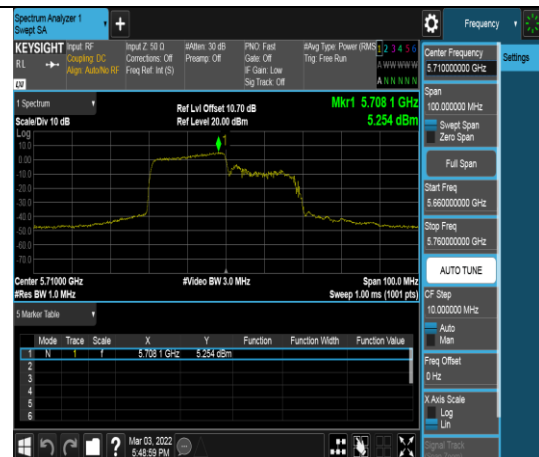 Spectrum Analyzer 1
Swept SA
+
Frequency
KEYSIGHT
RL
LXI
Input: RF
Coupling: DC
Align: Auto/No RF
Input Z: 50 Ω
Corrections: Off
Freq Ref: Int (S)
#Atten: 30 dB
Preamp: Off
PNO: Fast
Gate: Off
IF Gain: Low
Sig Track: Off
#Avg Type: Power (RMS
Trig: Free Run
1 2 3 4 5 6
A WW WW W
A N N N N N
1 Spectrum
Scale/Div 10 dB
Ref Lvl Offset 10.70 dB
Ref Level 20.00 dBm
Mkr1 5.708 1 GHz
5.254 dBm
Log
10.0
0.00
-10.0
-20.0
-30.0
-40.0
-50.0
-60.0
-70.0
1
Center 5.71000 GHz
#Res BW 1.0 MHz
#Video BW 3.0 MHz
Span 100.0 MHz
Sweep 1.00 ms (1001 pts)
5 Marker Table
Mode Trace Scale X Y Function Function Width Function Value
1 N 1 f 5.708 1 GHz 5.254 dBm
2
3
4
5
6
Mar 03, 2022
5:48:59 PM
?
Settings
Center Frequency
5.710000000 GHz
Span
100.000000 MHz
Swept Span
Zero Span
Full Span
Start Freq
5.660000000 GHz
Stop Freq
5.760000000 GHz
AUTO TUNE
CF Step
10.000000 MHz
Auto
Man
Freq Offset
0 Hz
X Axis Scale
Log
Lin
Signal Track